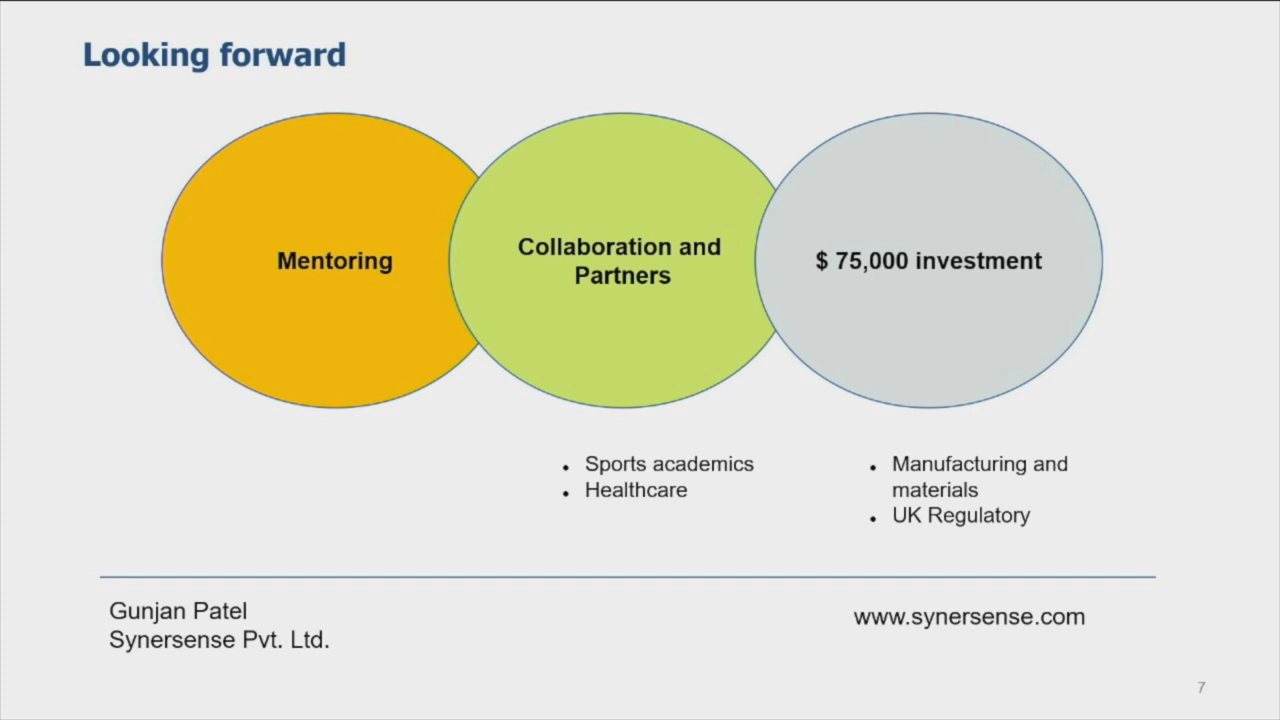 Looking forward
Mentoring
Collaboration and
Partners
$ 75,000 investment
• Sports academics
• Healthcare
• Manufacturing and
materials
• UK Regulatory
Gunjan Patel
Synersense Pvt. Ltd.
www.synersense.com
7